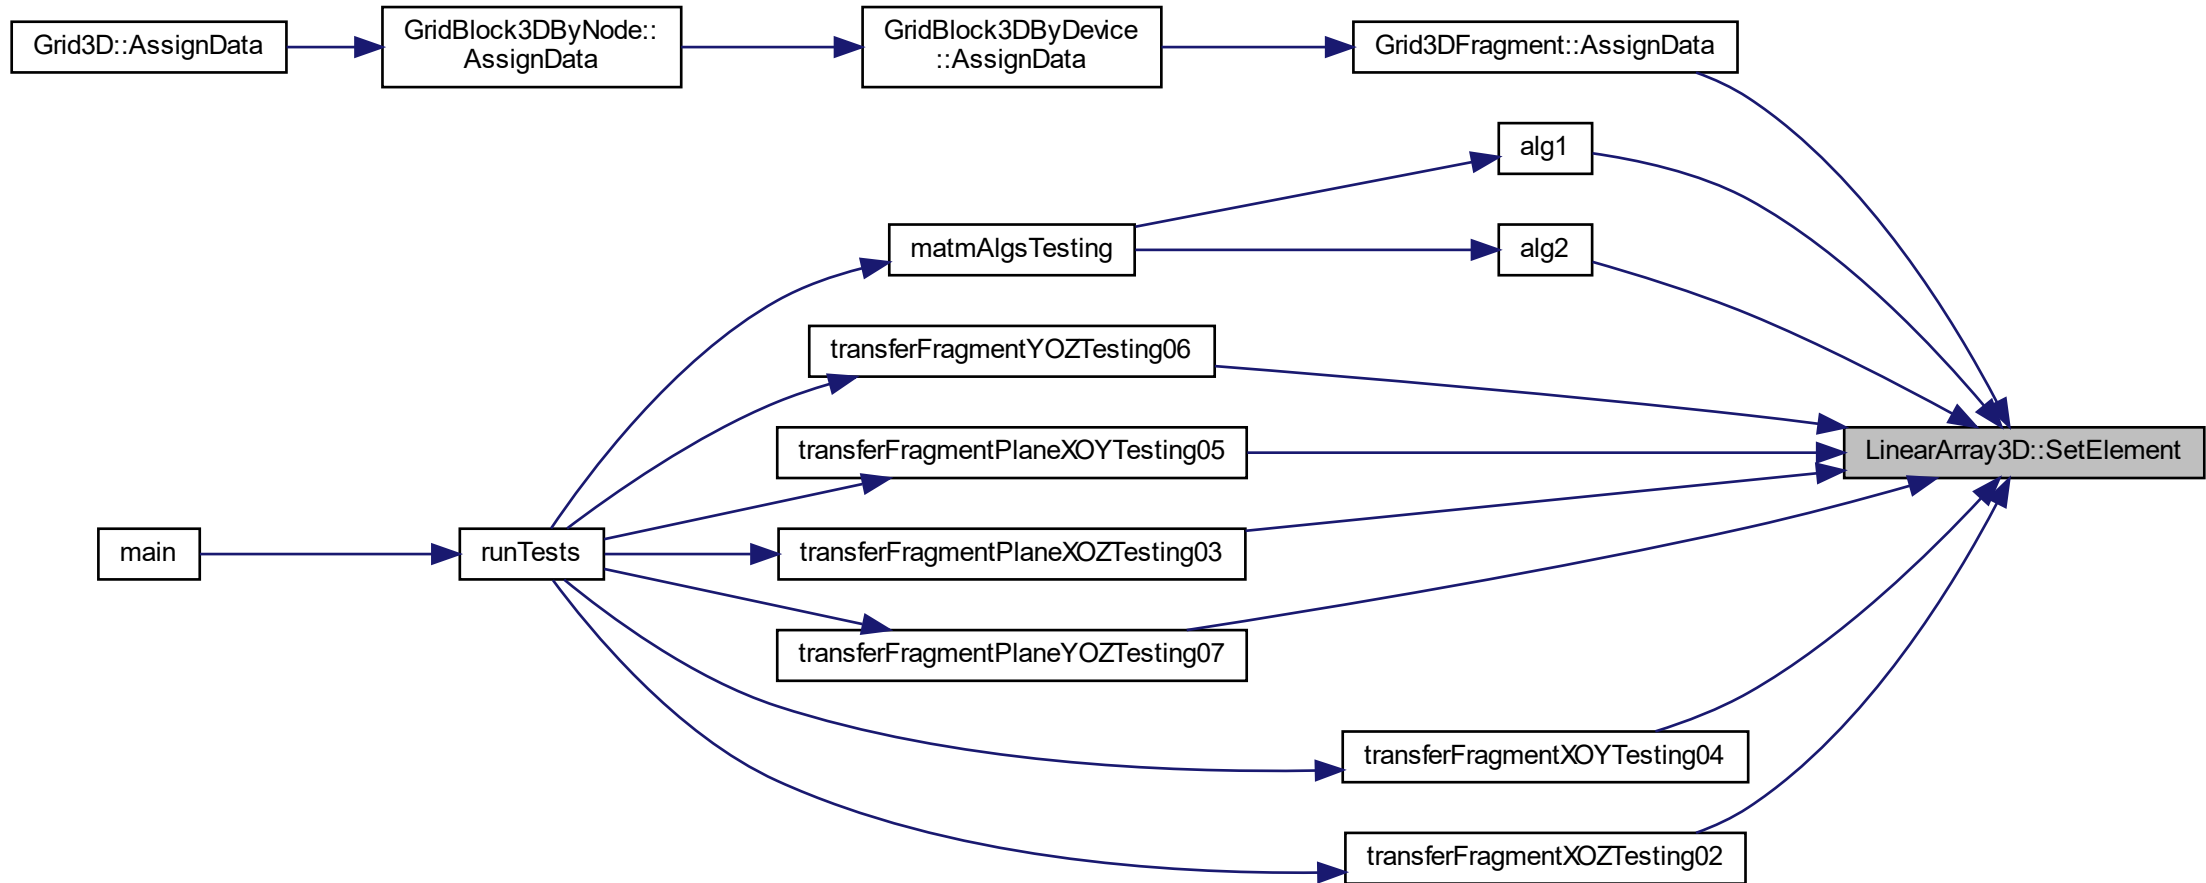 Grid3D::AssignData
GridBlock3DByNode::
AssignData
GridBlock3DByDevice
::AssignData
Grid3DFragment::AssignData
alg1
matmAlgsTesting
alg2
transferFragmentYOZTesting06
transferFragmentPlaneXOYTesting05
LinearArray3D::SetElement
main
runTests
transferFragmentPlaneXOZTesting03
transferFragmentPlaneYOZTesting07
transferFragmentXOYTesting04
transferFragmentXOZTesting02